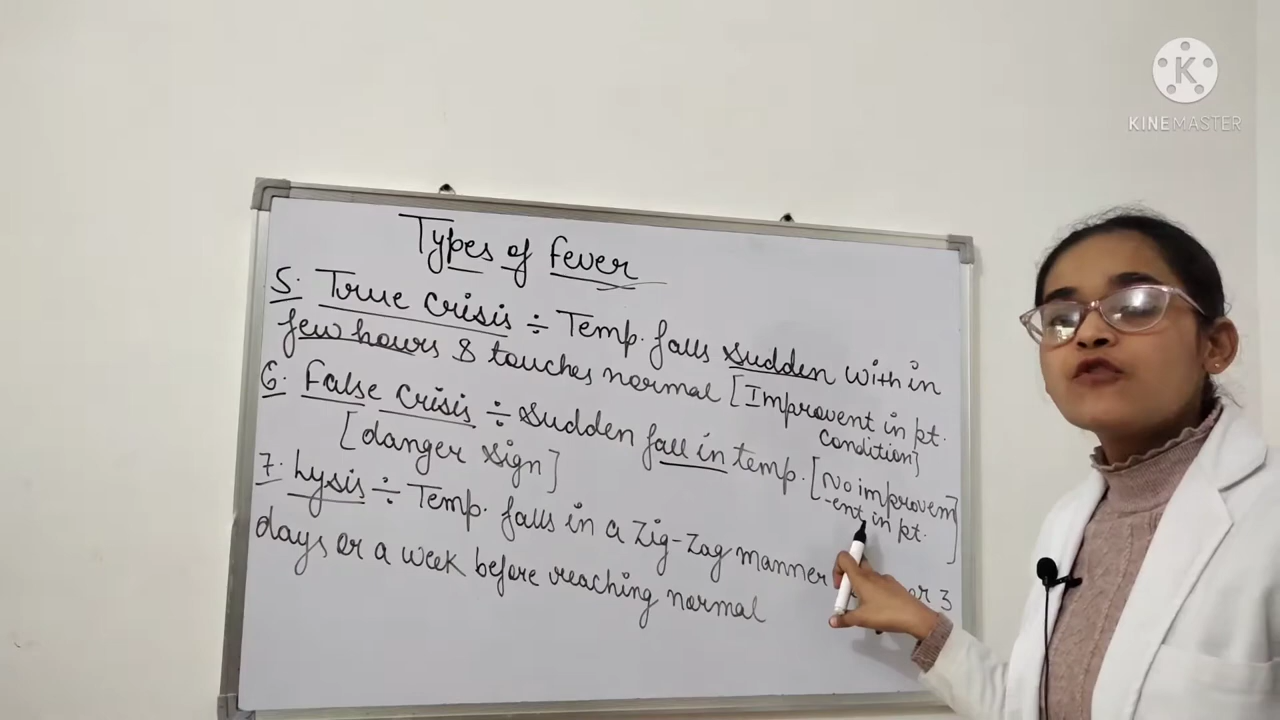 KINEMASTER
Types of fever
5. True crisis ÷ Temp. falls sudden with in
few hours & touches normal [Improvent in pt.
condition]
6. False crisis ÷ sudden fall in temp. [No improvem
-ent in pt.]
[danger sign]
7. Lysis ÷ Temp. falls in a Zig-Zag manner or 3
days or a week before reaching normal